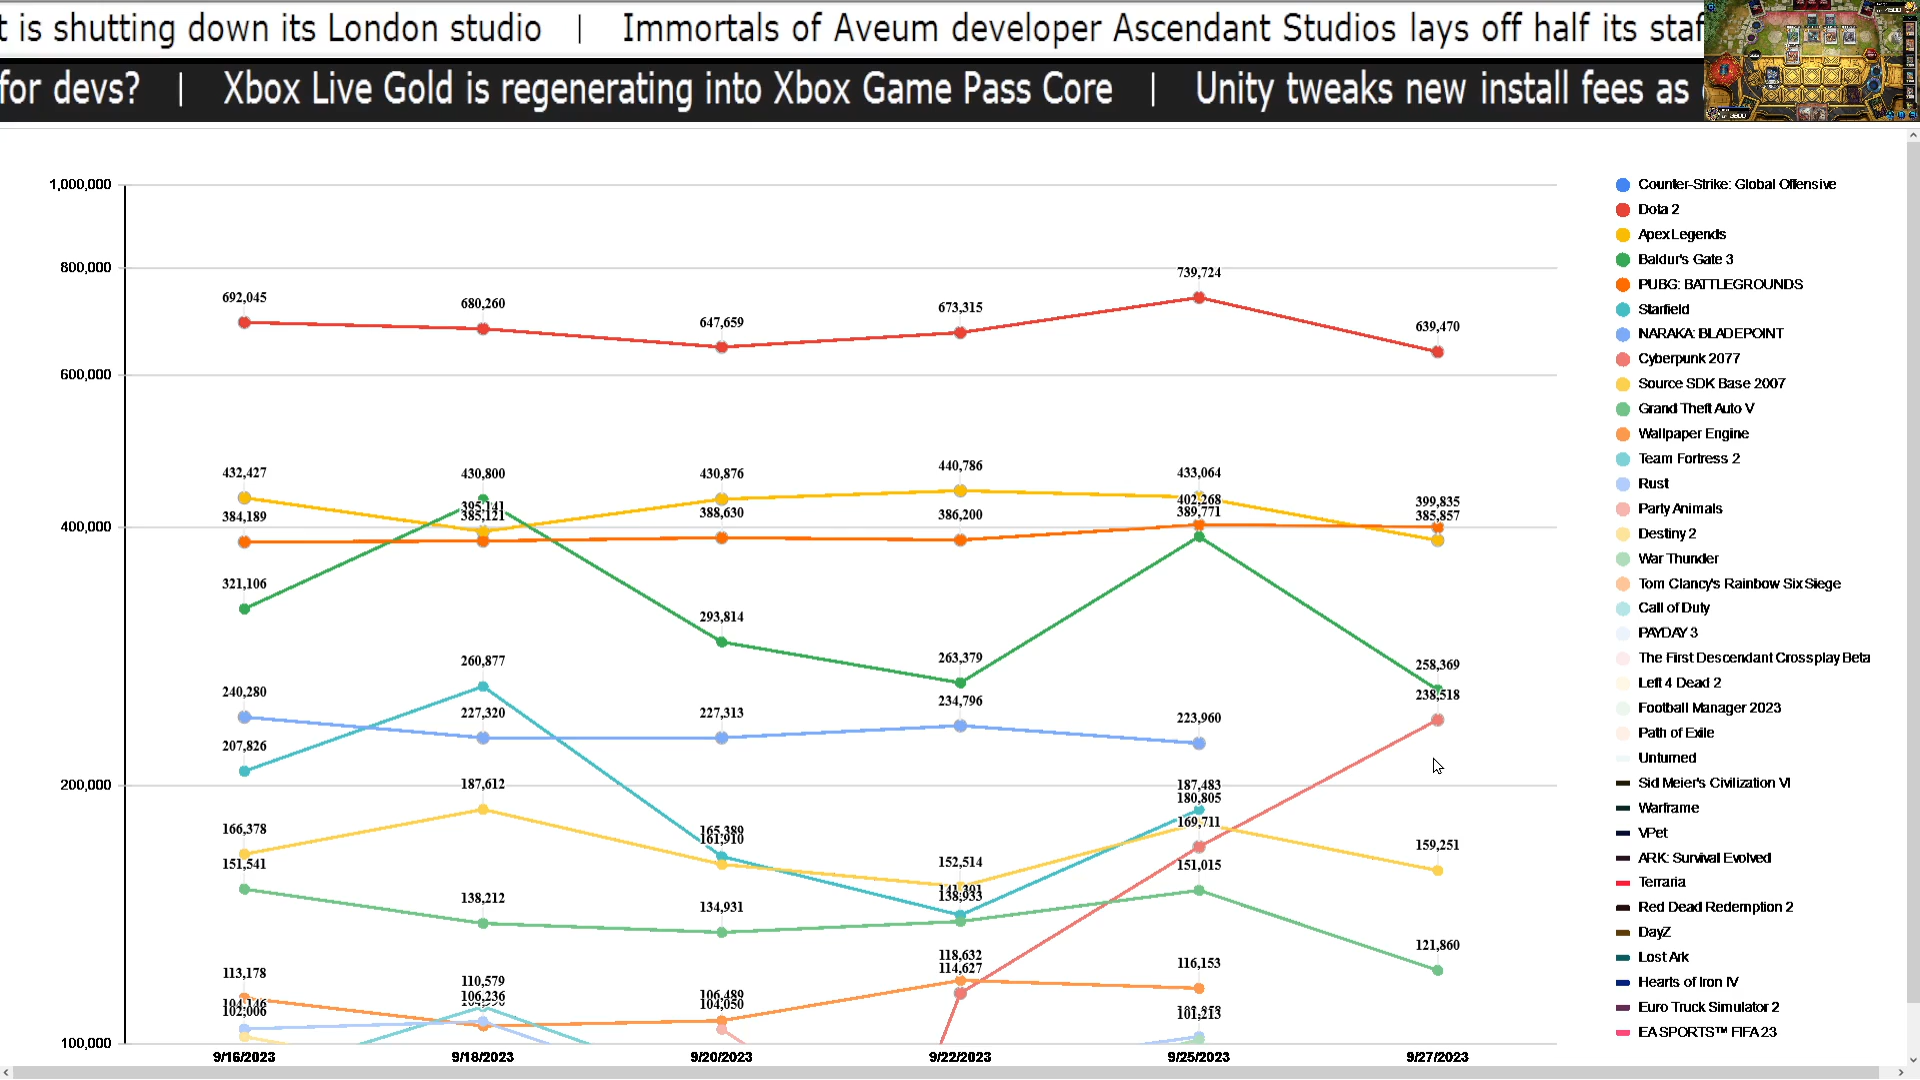 t is shutting down its London studio | Immortals of Aveum developer Ascendant Studios lays off half its staf
for devs? | Xbox Live Gold is regenerating into Xbox Game Pass Core | Unity tweaks new install fees as
1,000,000
800,000
600,000
400,000
200,000
100,000
692,045
680,260
647,659
673,315
739,724
639,470
432,427
430,800
430,876
440,786
433,064
399,835
395,141
402,268
384,189
385,121
388,630
386,200
389,771
385,857
321,106
293,814
263,379
258,369
240,280
260,877
227,320
227,313
234,796
223,960
238,518
207,826
187,612
187,483
180,805
166,378
165,380
161,910
152,514
169,711
159,251
151,541
138,212
134,931
138,933
151,015
121,860
113,178
110,579
106,236
106,489
104,050
118,632
114,627
116,153
102,006
101,213
9/16/2023
9/18/2023
9/20/2023
9/22/2023
9/25/2023
9/27/2023
Counter-Strike: Global Offensive
Dota 2
Apex Legends
Baldur's Gate 3
PUBG: BATTLEGROUNDS
Starfield
NARAKA: BLADEPOINT
Cyberpunk 2077
Source SDK Base 2007
Grand Theft Auto V
Wallpaper Engine
Team Fortress 2
Rust
Party Animals
Destiny 2
War Thunder
Tom Clancy's Rainbow Six Siege
Call of Duty
PAYDAY 3
The First Descendant Crossplay Beta
Left 4 Dead 2
Football Manager 2023
Path of Exile
Unturned
Sid Meier's Civilization VI
Warframe
VPet
ARK: Survival Evolved
Terraria
Red Dead Redemption 2
DayZ
Lost Ark
Hearts of Iron IV
Euro Truck Simulator 2
EA SPORTS™ FIFA 23